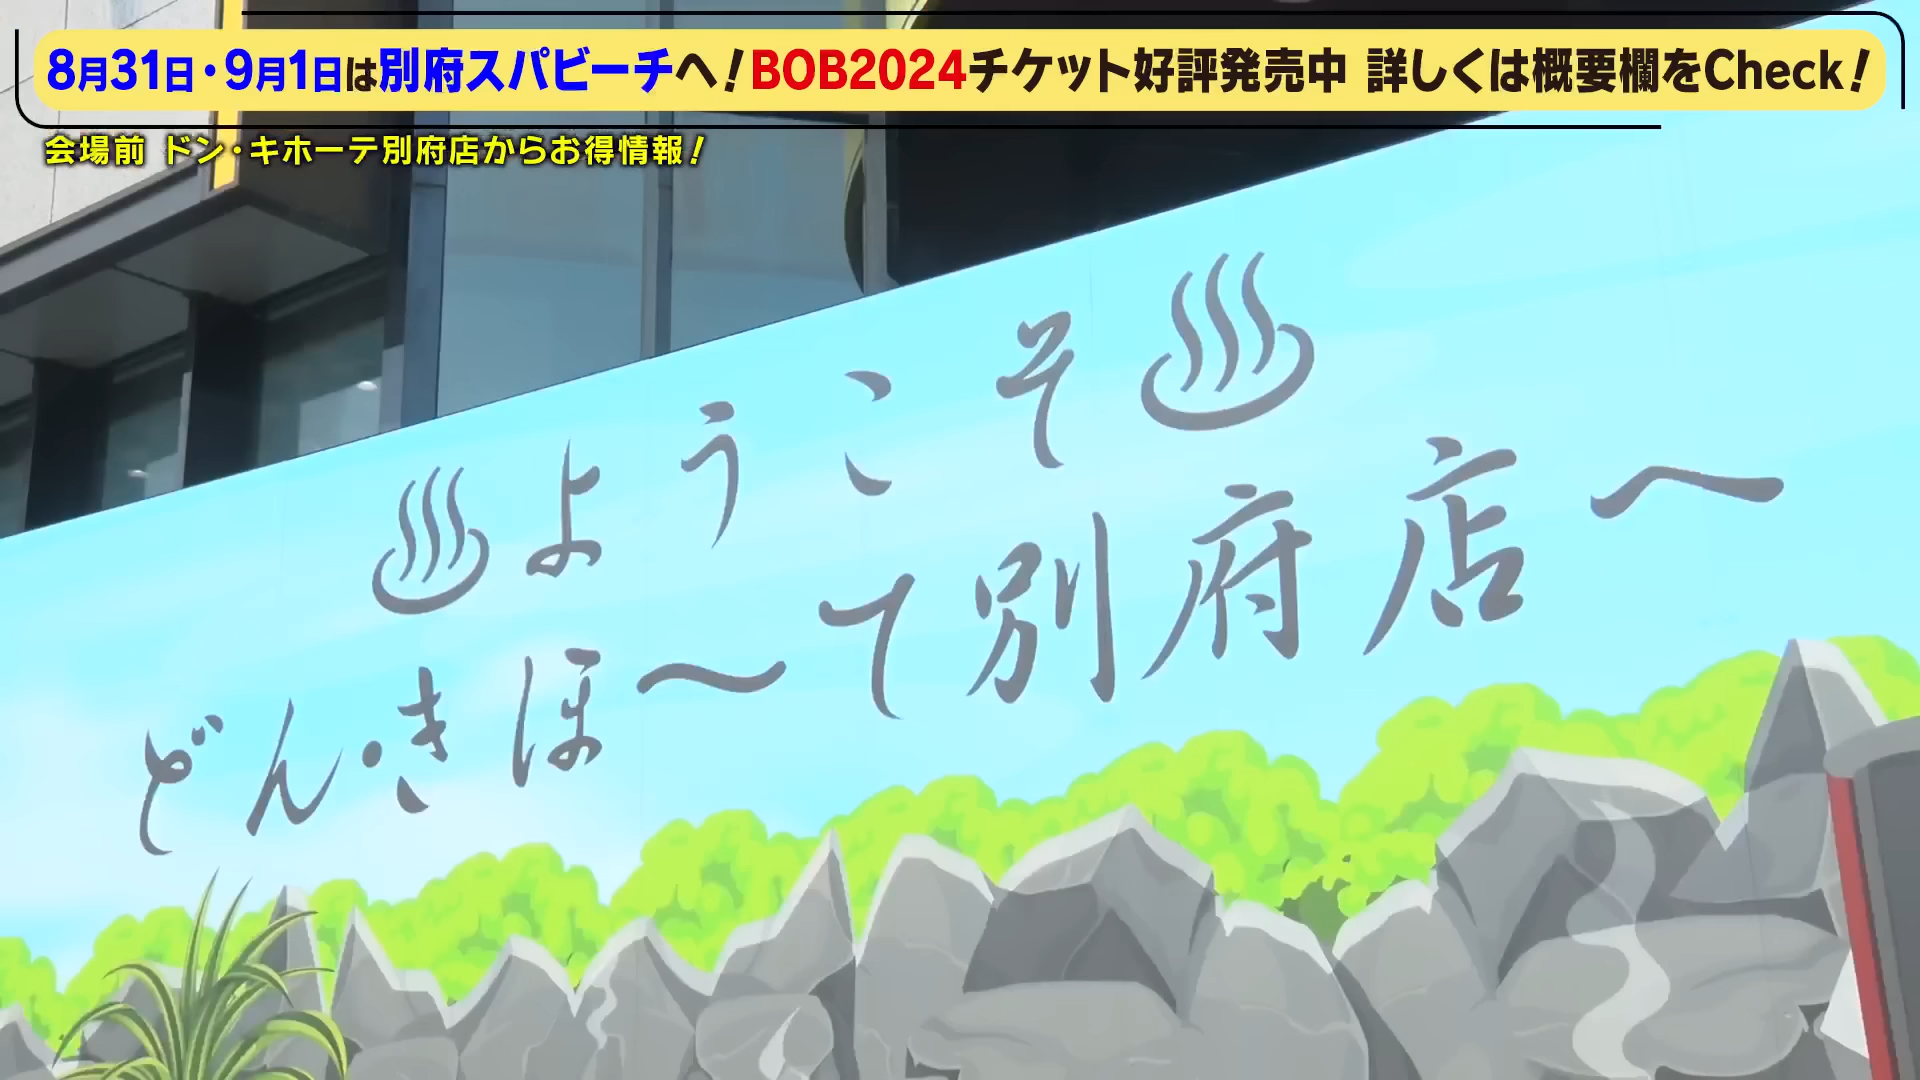 8月31日・9月1日は別府スパビーチへ！BOB2024チケット好評発売中 詳しくは概要欄をCheck！
会場前 ドン・キホーテ別府店からお得情報！
♨ようこそ♨
どん・きほ〜て別府店へ